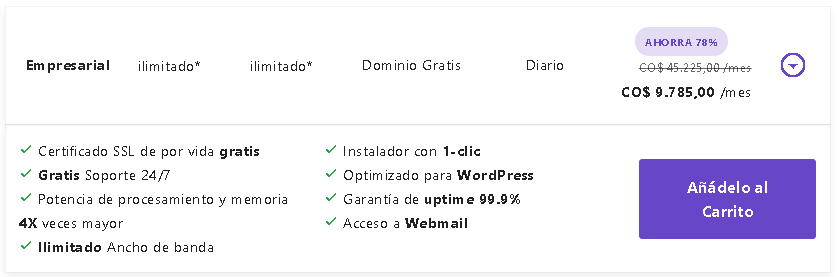 AHORRA 78%
Empresarial ilimitado* ilimitado* Dominio Gratis Diario CO$ 45.225,00 /mes
CO$ 9.785,00 /mes
Certificado SSL de por vida gratis
Gratis Soporte 24/7
Potencia de procesamiento y memoria
4X veces mayor
Ilimitado Ancho de banda
Instalador con 1-clic
Optimizado para WordPress
Garantía de uptime 99.9%
Acceso a Webmail
Añádelo al
Carrito